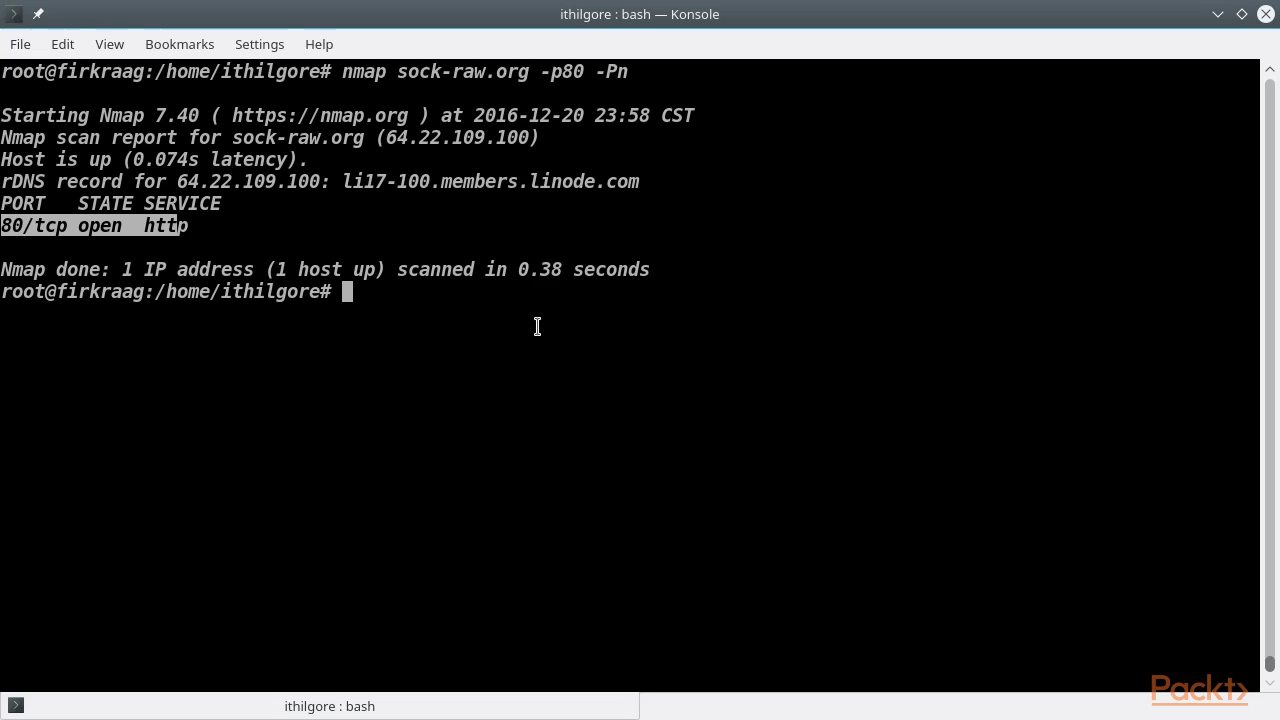 ithilgore : bash — Konsole
File Edit View Bookmarks Settings Help
root@firkraag:/home/ithilgore# nmap sock-raw.org -p80 -Pn
Starting Nmap 7.40 ( https://nmap.org ) at 2016-12-20 23:58 CST
Nmap scan report for sock-raw.org (64.22.109.100)
Host is up (0.074s latency).
rDNS record for 64.22.109.100: li17-100.members.linode.com
PORT   STATE SERVICE
80/tcp open  http
Nmap done: 1 IP address (1 host up) scanned in 0.38 seconds
root@firkraag:/home/ithilgore#
Packt>
ithilgore : bash